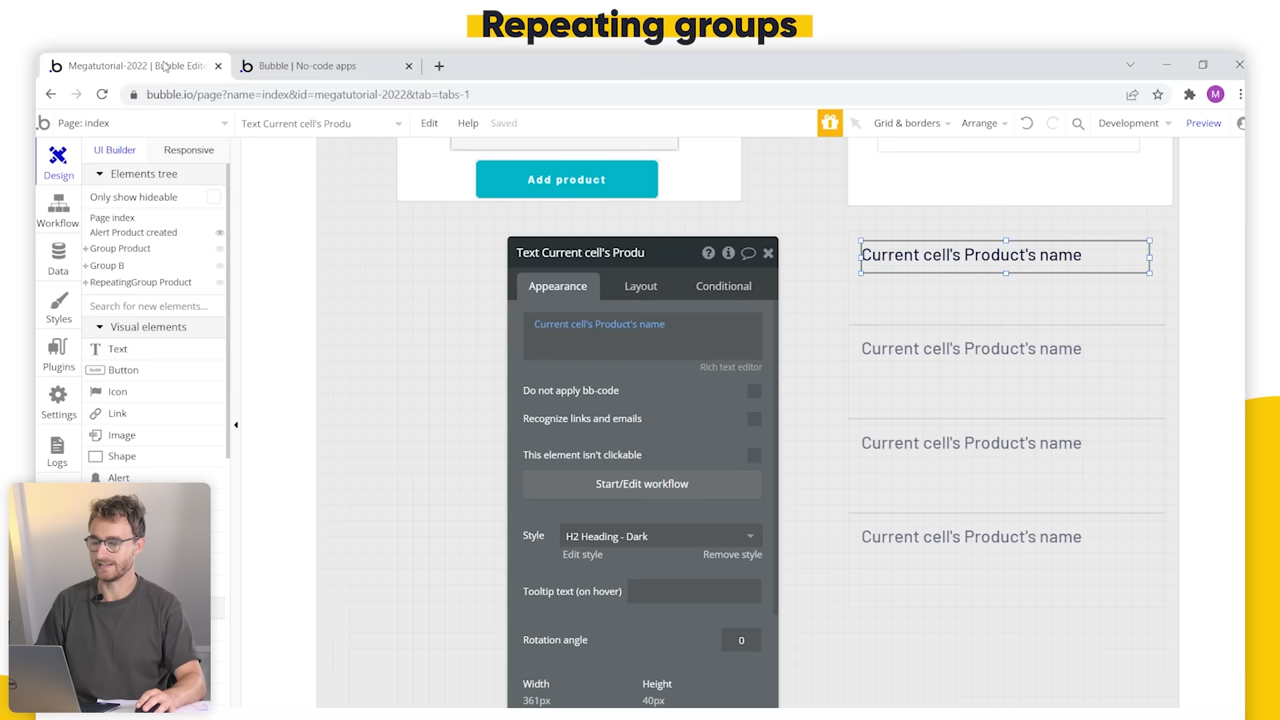 Repeating groups
Megatutorial-2022 | Bubble Edito
Bubble | No-code apps
bubble.io/page?name=index&id=megatutorial-2022&tab=tabs-1
M
Page: index
Text Current cell's Produ
Edit
Help
Saved
Grid & borders
Arrange
Development
Preview
UI Builder
Responsive
Design
Workflow
Data
Styles
Plugins
Settings
Logs
Elements tree
Only show hideable
Page index
Alert Product created
+Group Product
+Group B
+RepeatingGroup Product
Search for new elements...
Visual elements
Text
Button
Icon
Link
Image
Shape
Alert
Add product
Text Current cell's Produ
Appearance
Layout
Conditional
Current cell's Product's name
Rich text editor
Do not apply bb-code
Recognize links and emails
This element isn't clickable
Start/Edit workflow
Style
H2 Heading - Dark
Edit style
Remove style
Tooltip text (on hover)
Rotation angle
0
Width
Height
361px
40px
Current cell's Product's name
Current cell's Product's name
Current cell's Product's name
Current cell's Product's name